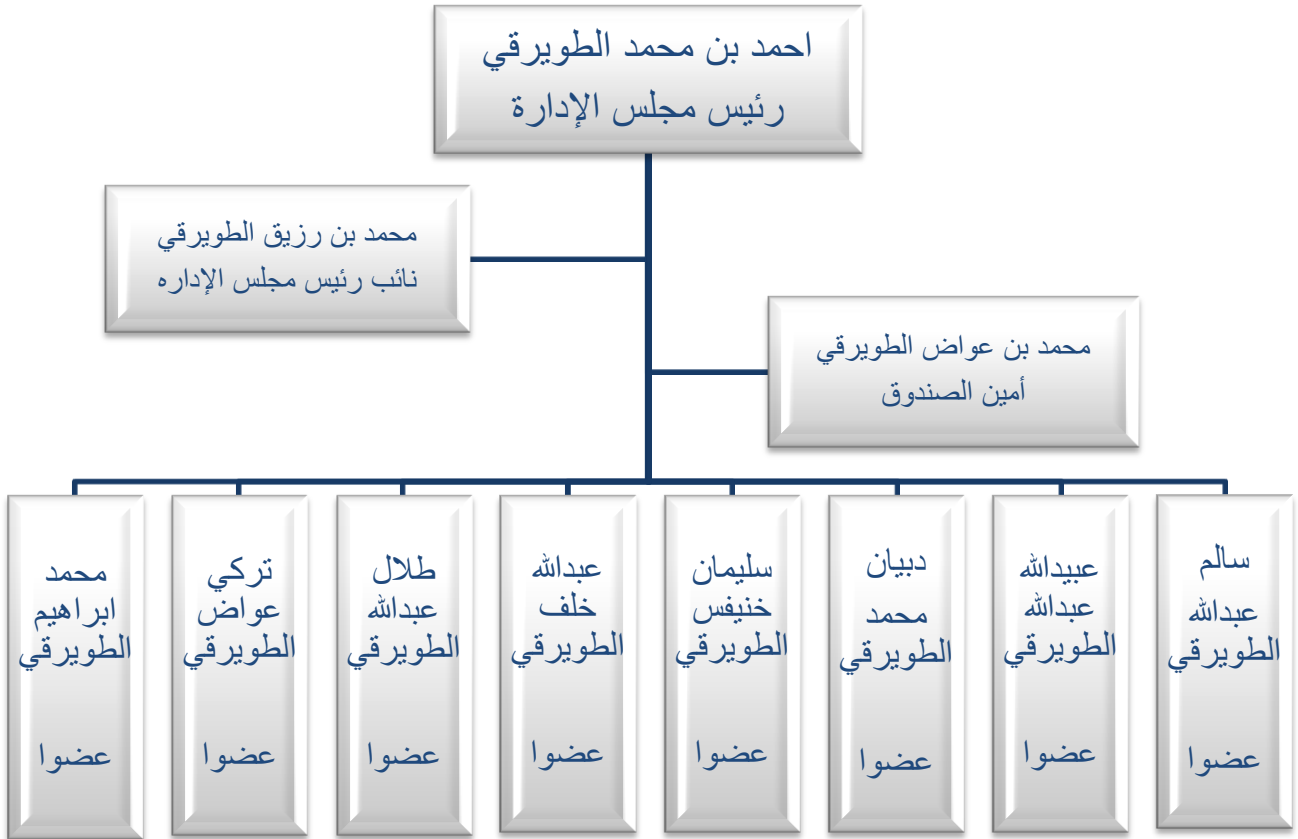 احمد بن محمد الطويرقي
رئيس مجلس الإدارة
محمد بن رزيق الطويرقي
نائب رئيس مجلس الإداره
محمد بن عواض الطويرقي
أمين الصندوق
سالم
عبدالله
الطويرقي
عضوا
عبيدالله
عبدالله
الطويرقي
عضوا
دبيان
محمد
الطويرقي
عضوا
سليمان
خنيفس
الطويرقي
عضوا
عبدالله
خلف
الطويرقي
عضوا
طلال
عبدالله
الطويرقي
عضوا
تركي
عواض
الطويرقي
عضوا
محمد
ابراهيم
الطويرقي
عضوا